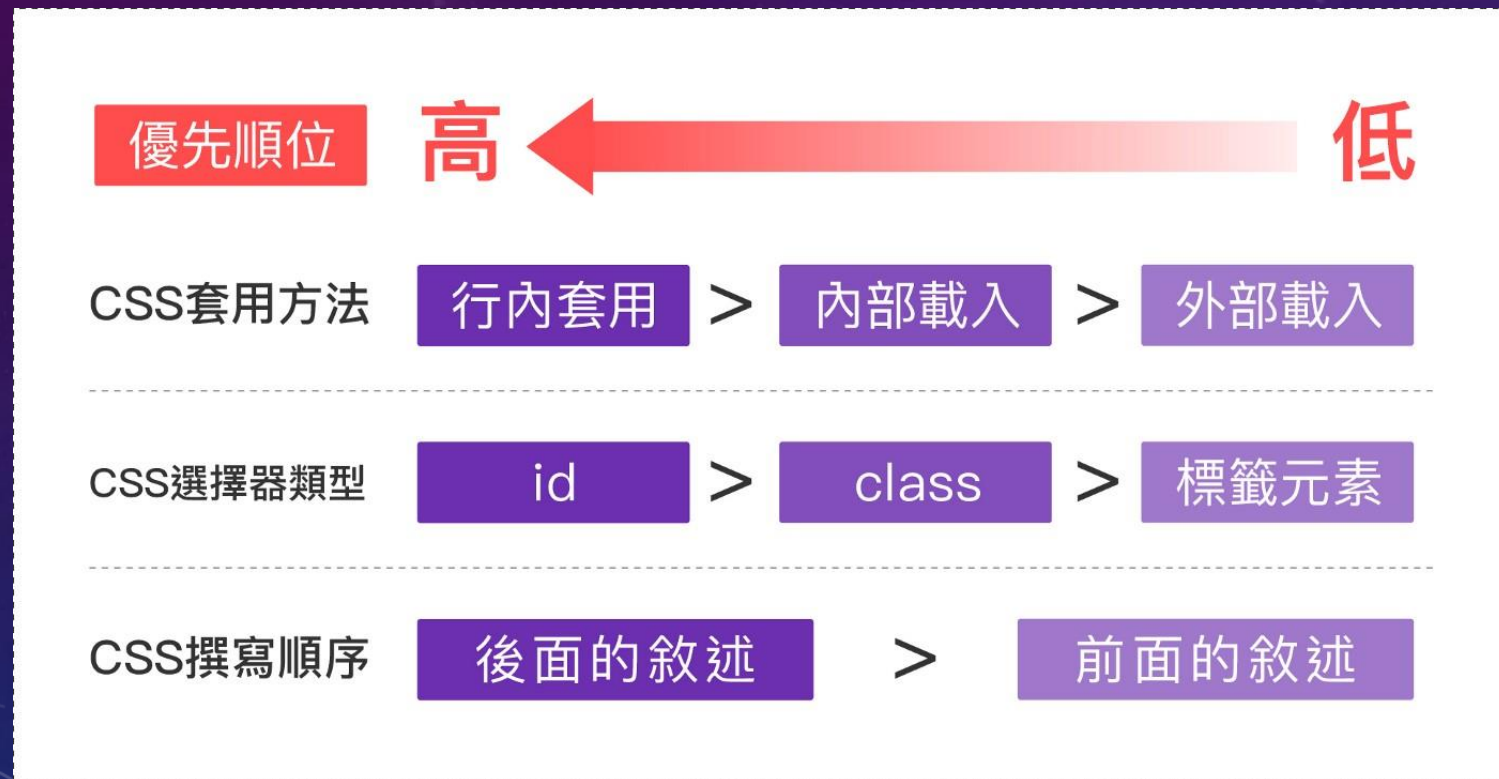 優先順位 高 低
CSS套用方法 行內套用 > 內部載入 > 外部載入
CSS選擇器類型 id > class > 標籤元素
CSS撰寫順序 後面的敘述 > 前面的敘述